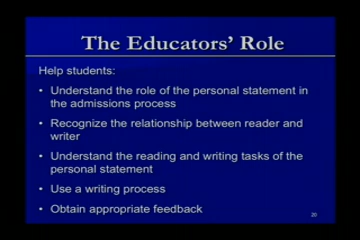 The Educators' Role
Help students:
• Understand the role of the personal statement in
the admissions process
• Recognize the relationship between reader and
writer
• Understand the reading and writing tasks of the
personal statement
• Use a writing process
• Obtain appropriate feedback
20